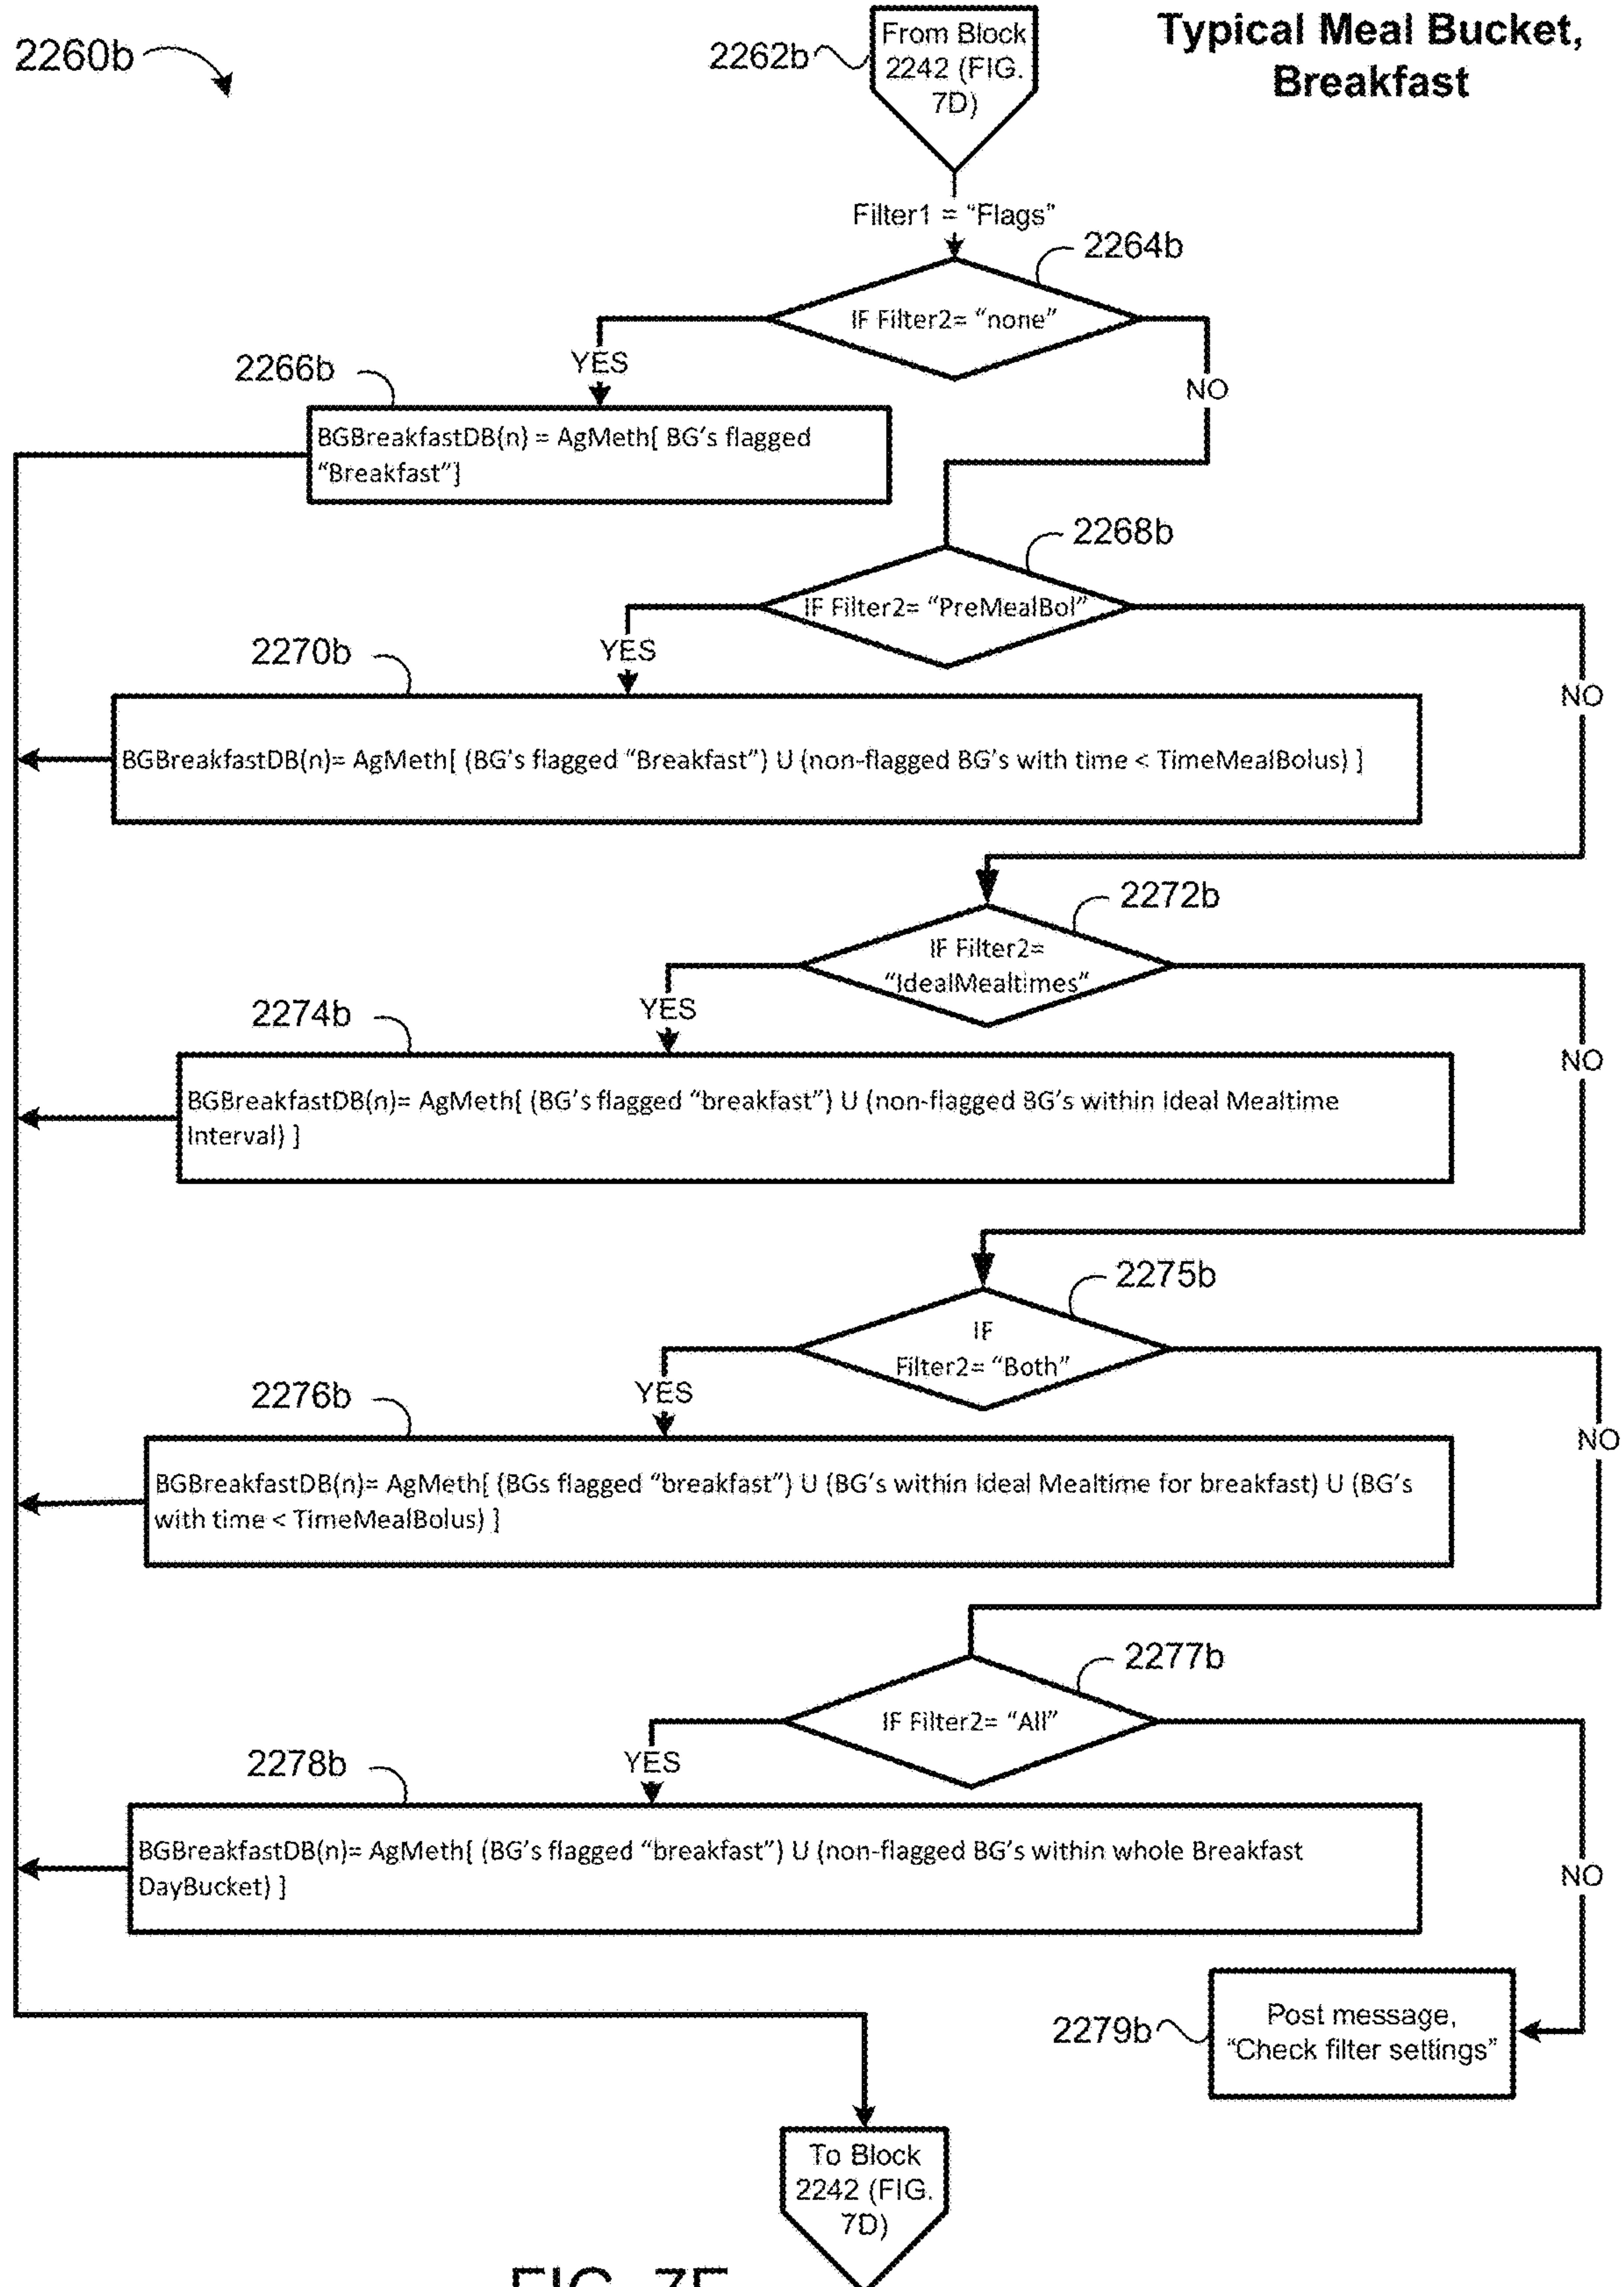 2260b
2262b
From Block
2242 (FIG.
7D)
Typical Meal Bucket,
Breakfast
Filter1 = “Flags”
2264b
IF Filter2= “none”
YES
NO
2266b
BGBreakfastDB(n) = AgMeth[ BG's flagged
“Breakfast”]
2268b
IF Filter2= “PreMealBol”
YES
NO
2270b
BGBreakfastDB(n)= AgMeth[ (BG's flagged “Breakfast”) U (non-flagged BG's with time < TimeMealBolus) ]
2272b
IF Filter2=
“IdealMealtimes”
YES
NO
2274b
BGBreakfastDB(n)= AgMeth[ (BG's flagged “breakfast”) U (non-flagged BG's within Ideal Mealtime
Interval) ]
2275b
IF
Filter2= “Both”
YES
NO
2276b
BGBreakfastDB(n)= AgMeth[ (BGs flagged “breakfast”) U (BG's within Ideal Mealtime for breakfast) U (BG's
with time < TimeMealBolus) ]
2277b
IF Filter2= “All”
YES
NO
2278b
BGBreakfastDB(n)= AgMeth[ (BG's flagged “breakfast”) U (non-flagged BG's within whole Breakfast
DayBucket) ]
2279b
Post message,
“Check filter settings”
To Block
2242 (FIG.
7D)